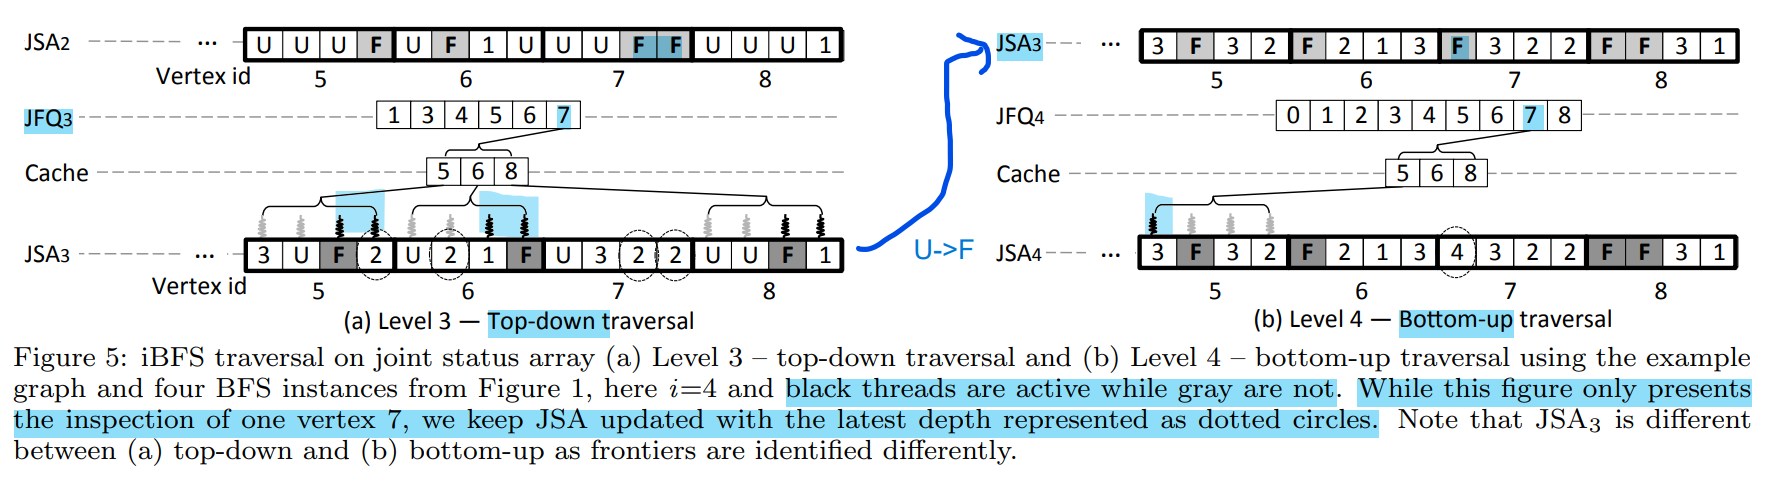 JSA2 ... U U U F U F 1 U U U F F U U U 1
Vertex id 5 6 7 8
JFQ3 1 3 4 5 6 7
Cache 5 6 8
JSA3 ... 3 U F 2 U 2 1 F U 3 2 2 U U F 1
Vertex id 5 6 7 8
(a) Level 3 — Top-down traversal
JSA3 ... 3 F 3 2 F 2 1 3 F 3 2 2 F F 3 1
5 6 7 8
JFQ4 0 1 2 3 4 5 6 7 8
Cache 5 6 8
U->F
JSA4 ... 3 F 3 2 F 2 1 3 4 3 2 2 F F 3 1
5 6 7 8
(b) Level 4 — Bottom-up traversal
Figure 5: iBFS traversal on joint status array (a) Level 3 – top-down traversal and (b) Level 4 – bottom-up traversal using the example
graph and four BFS instances from Figure 1, here i=4 and black threads are active while gray are not. While this figure only presents
the inspection of one vertex 7, we keep JSA updated with the latest depth represented as dotted circles. Note that JSA3 is different
between (a) top-down and (b) bottom-up as frontiers are identified differently.